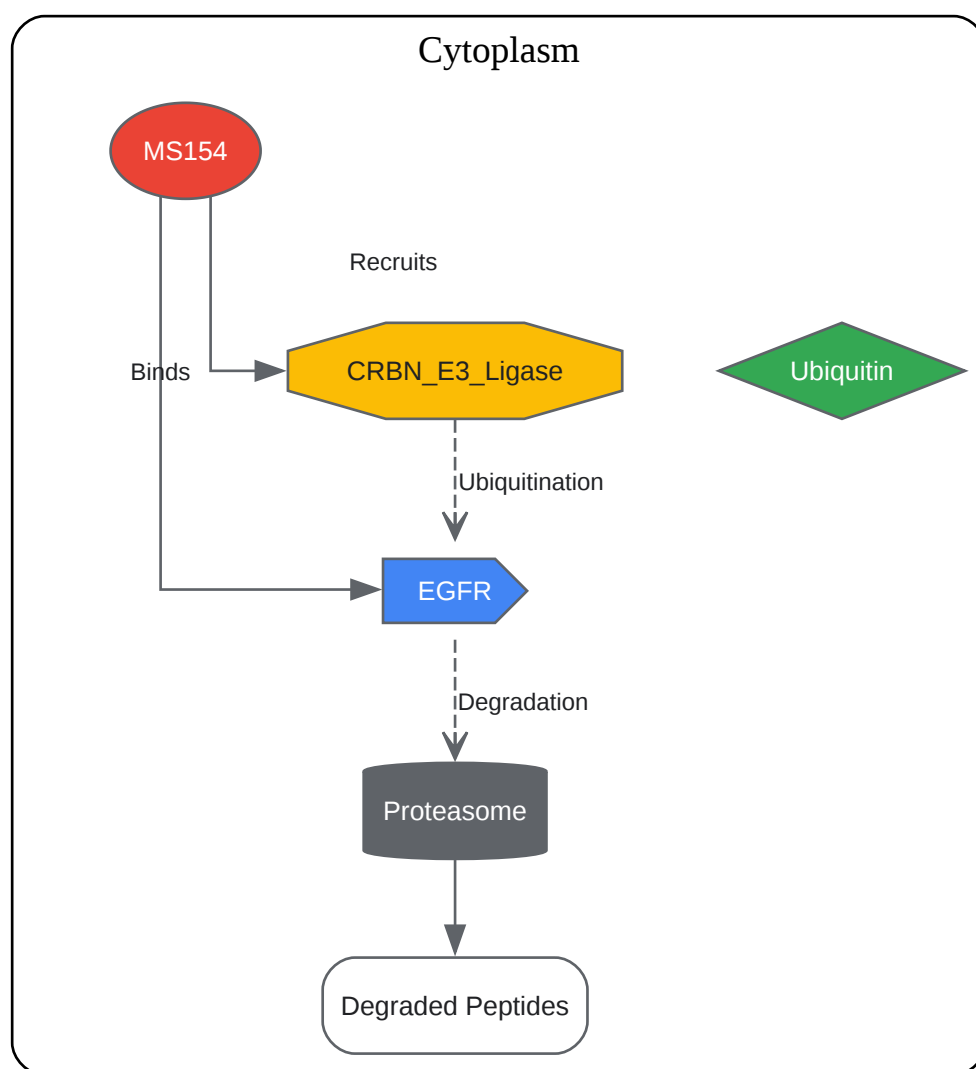 Cytoplasm
MS154
Recruits
Binds
CRBN_E3_Ligase
Ubiquitin
Ubiquitination
EGFR
Degradation
Proteasome
Degraded Peptides